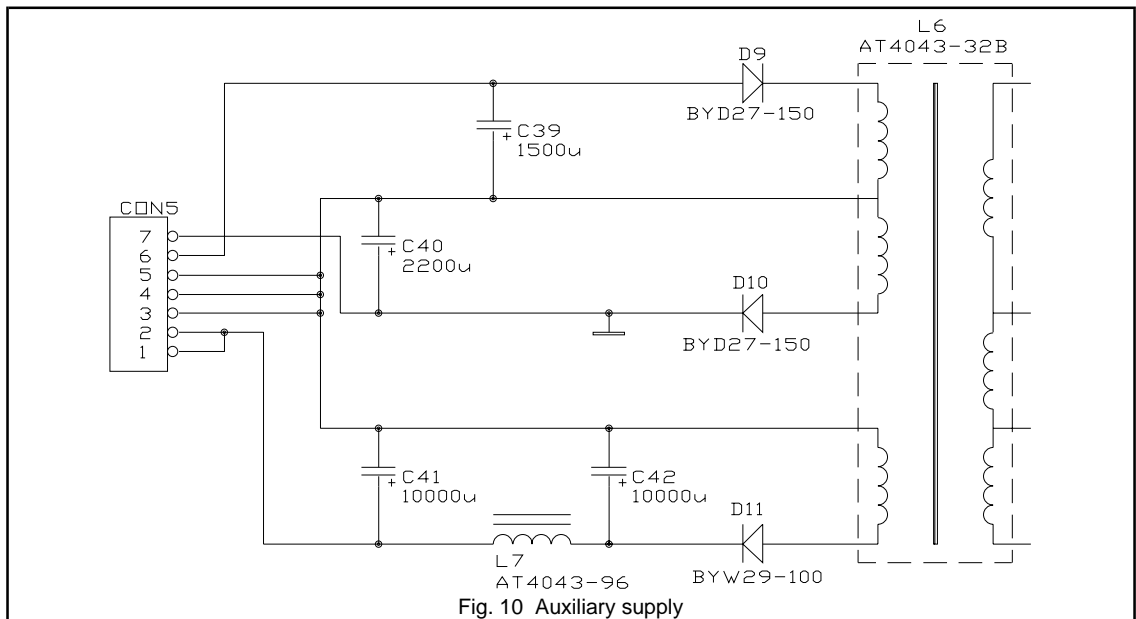 L6
AT4043-32B
D9
BYD27-150
+ C39
1500u
CON5
7
6
5
4
3
2
1
+ C40
2200u
D10
BYD27-150
+ C41
10000u
+ C42
10000u
D11
BYW29-100
L7
AT4043-96
Fig. 10 Auxiliary supply